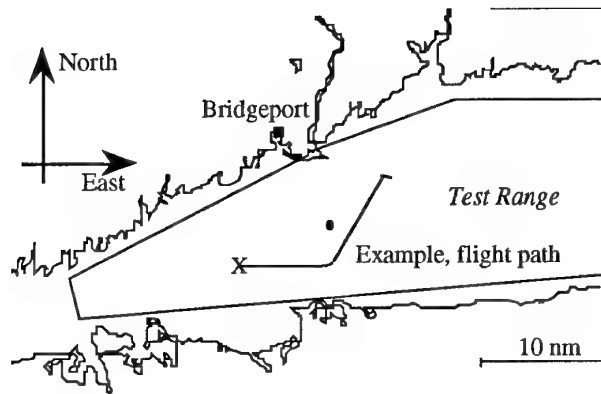 North
Bridgeport
East
Test Range
X
Example, flight path
10 nm